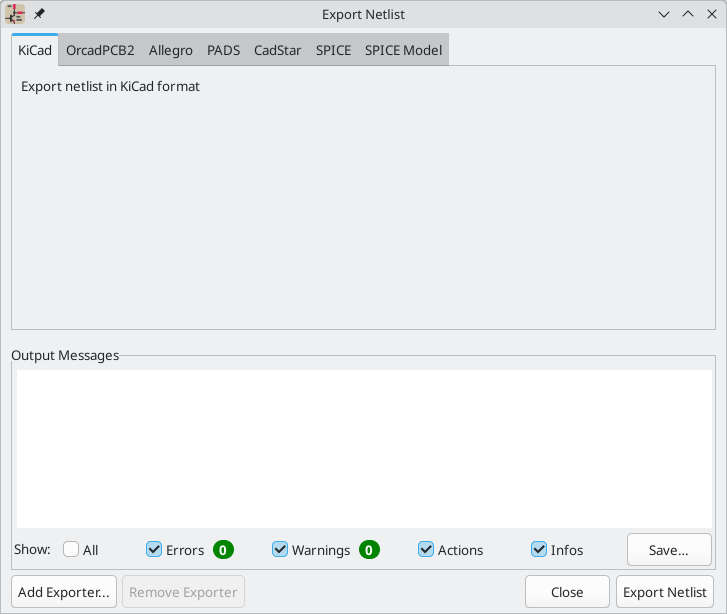 Export Netlist
KiCad OrcadPCB2 Allegro PADS CadStar SPICE SPICE Model
Export netlist in KiCad format
Output Messages
Show: All Errors 0 Warnings 0 Actions Infos Save...
Add Exporter... Remove Exporter Close Export Netlist